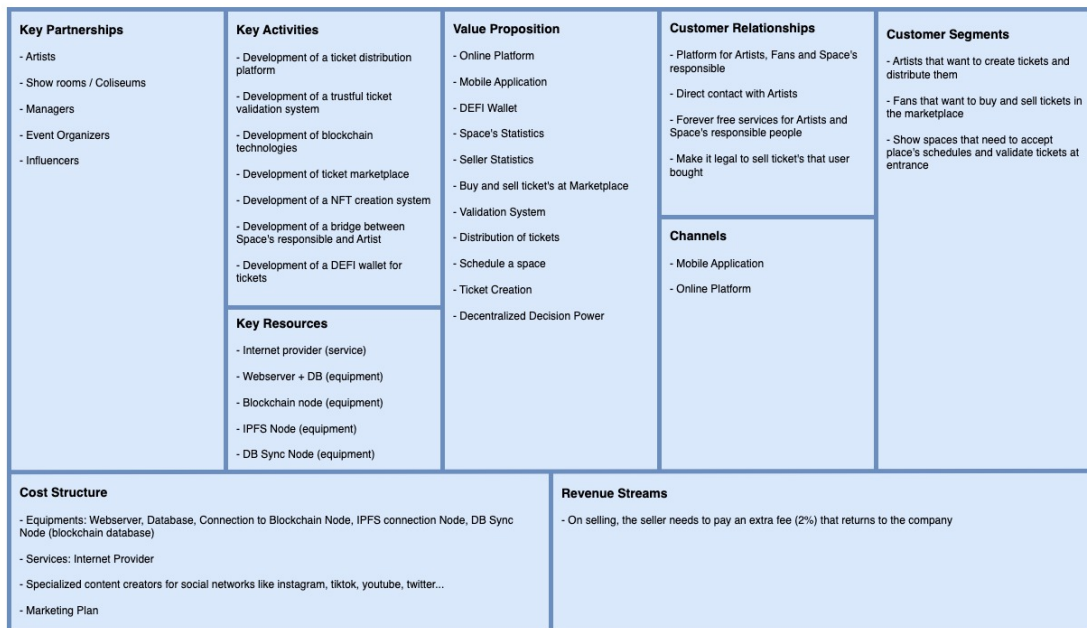 Key Partnerships
- Artists
- Show rooms / Coliseums
- Managers
- Event Organizers
- Influencers
Key Activities
- Development of a ticket distribution
platform
- Development of a trustful ticket
validation system
- Development of blockchain
technologies
- Development of ticket marketplace
- Development of a NFT creation system
- Development of a bridge between
Space's responsible and Artist
- Development of a DEFI wallet for
tickets
Key Resources
- Internet provider (service)
- Webserver + DB (equipment)
- Blockchain node (equipment)
- IPFS Node (equipment)
- DB Sync Node (equipment)
Value Proposition
- Online Platform
- Mobile Application
- DEFI Wallet
- Space's Statistics
- Seller Statistics
- Buy and sell ticket's at Marketplace
- Validation System
- Distribution of tickets
- Schedule a space
- Ticket Creation
- Decentralized Decision Power
Customer Relationships
- Platform for Artists, Fans and Space's
responsible
- Direct contact with Artists
- Forever free services for Artists and
Space's responsible people
- Make it legal to sell ticket's that user
bought
Channels
- Mobile Application
- Online Platform
Customer Segments
- Artists that want to create tickets and
distribute them
- Fans that want to buy and sell tickets in
the marketplace
- Show spaces that need to accept
place's schedules and validate tickets at
entrance
Cost Structure
- Equipments: Webserver, Database, Connection to Blockchain Node, IPFS connection Node, DB Sync
Node (blockchain database)
- Services: Internet Provider
- Specialized content creators for social networks like instagram, tiktok, youtube, twitter...
- Marketing Plan
Revenue Streams
- On selling, the seller needs to pay an extra fee (2%) that returns to the company